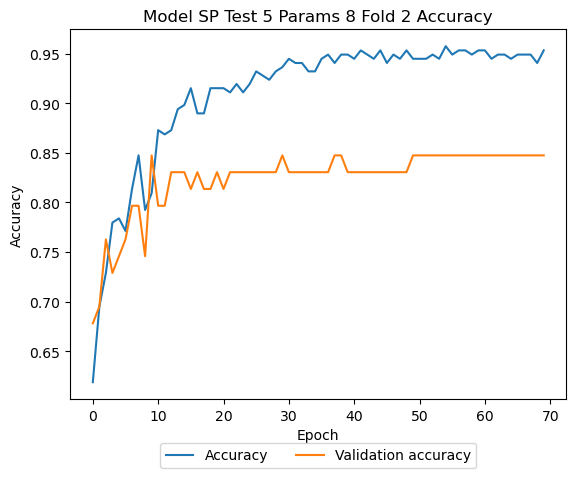 Model SP Test 5 Params 8 Fold 2 Accuracy
Accuracy
0.95
0.90
0.85
0.80
0.75
0.70
0.65
0 10 20 30 40 50 60 70
Epoch
Accuracy Validation accuracy